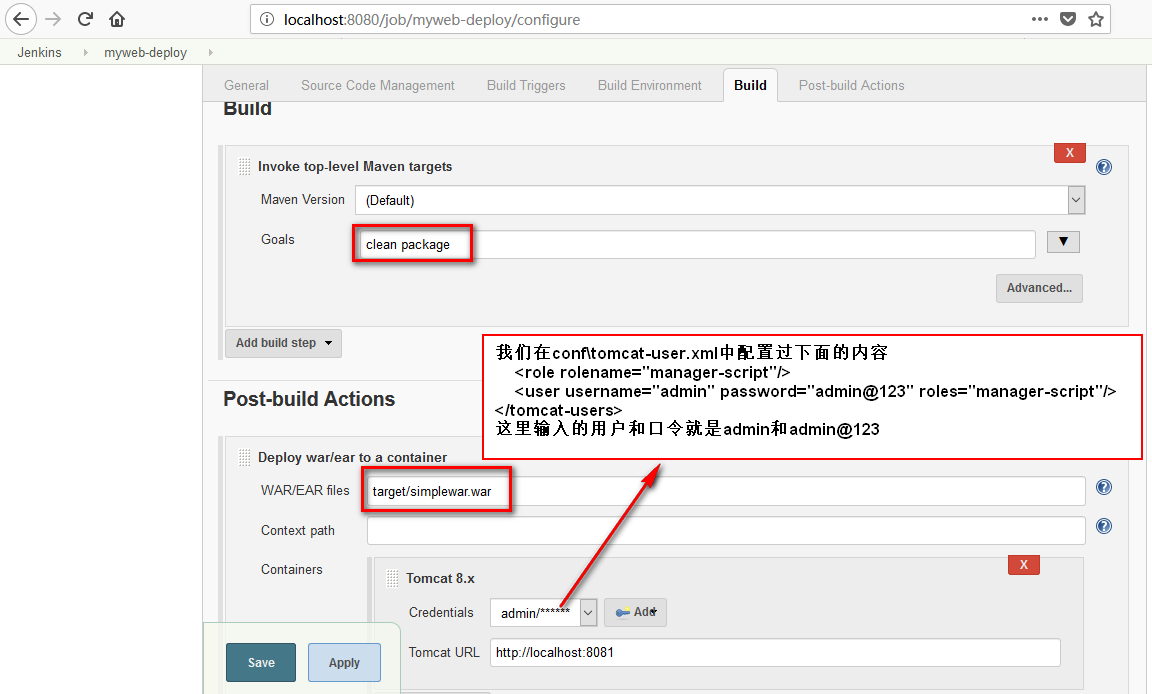 localhost:8080/job/myweb-deploy/configure
Jenkins
myweb-deploy
General
Source Code Management
Build Triggers
Build Environment
Build
Post-build Actions
Build
X
Invoke top-level Maven targets
Maven Version
(Default)
Goals
clean package
Advanced...
Add build step
我们在conf\tomcat-user.xml中配置过下面的内容
<role rolename="manager-script"/>
<user username="admin" password="admin@123" roles="manager-script"/>
</tomcat-users>
这里输入的用户和口令就是admin和admin@123
Post-build Actions
Deploy war/ear to a container
WAR/EAR files
target/simplewar.war
Context path
Containers
X
Tomcat 8.x
Credentials
admin/******
Add
Tomcat URL
http://localhost:8081
Save
Apply